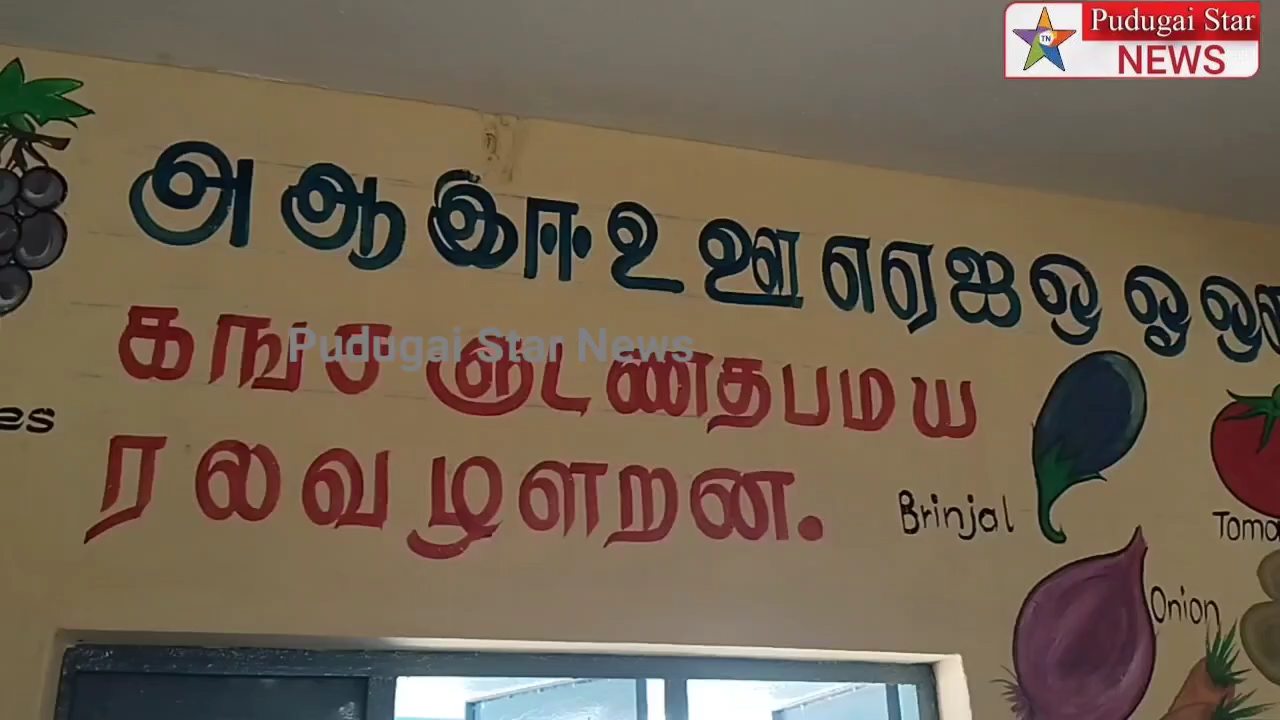 Pudugai Star
NEWS
அ ஆ இ ஈ உ ஊ எ ஏ ஐ ஒ ஓ ஔ
க ங ச ஞ ட ண த ப ம ய
Pudugai Star News
ர ல வ ழ ள ற ன.
Brinjal
Onion